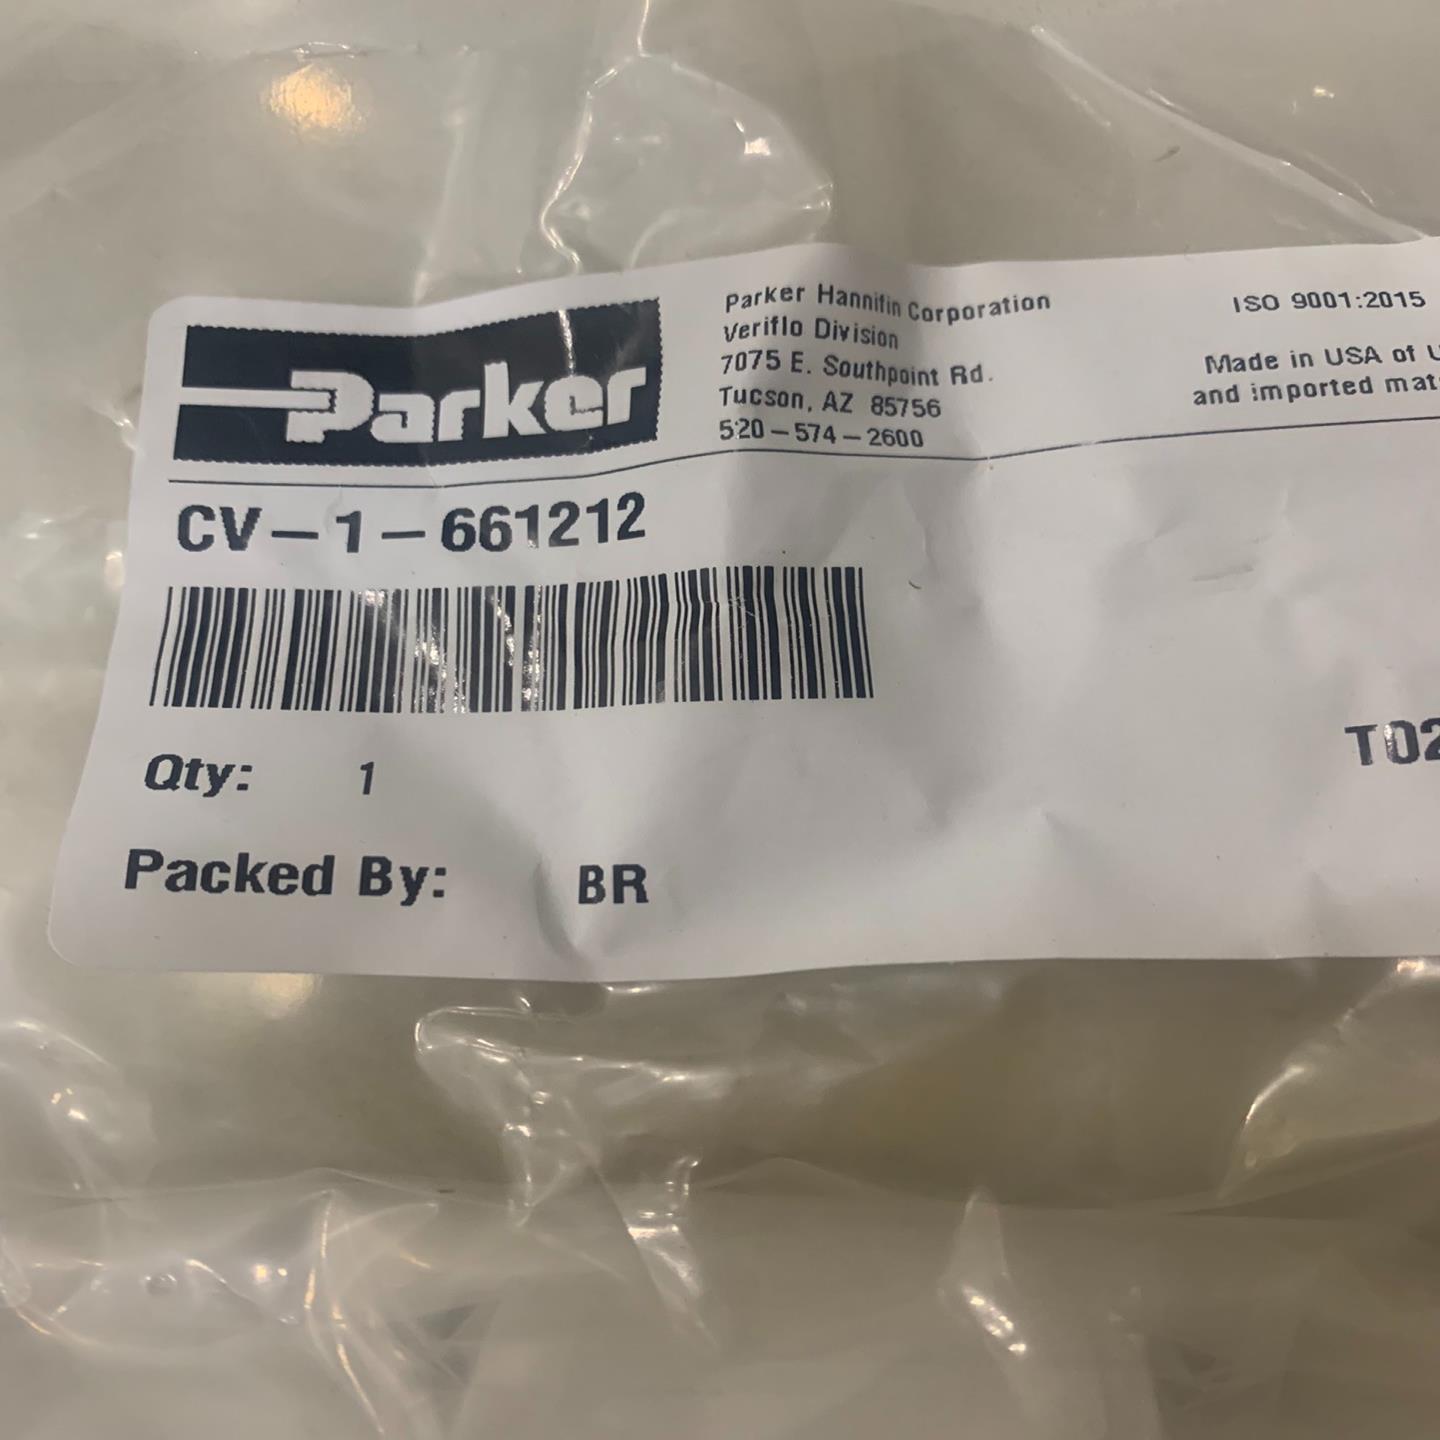 Parker
Parker Hannifin Corporation
Veriflo Division
7075 E. Southpoint Rd.
Tucson, AZ 85756
520-574-2600
ISO 9001:2015
Made in USA of
and imported
CV-1-661212
Qty: 1
Packed By: BR